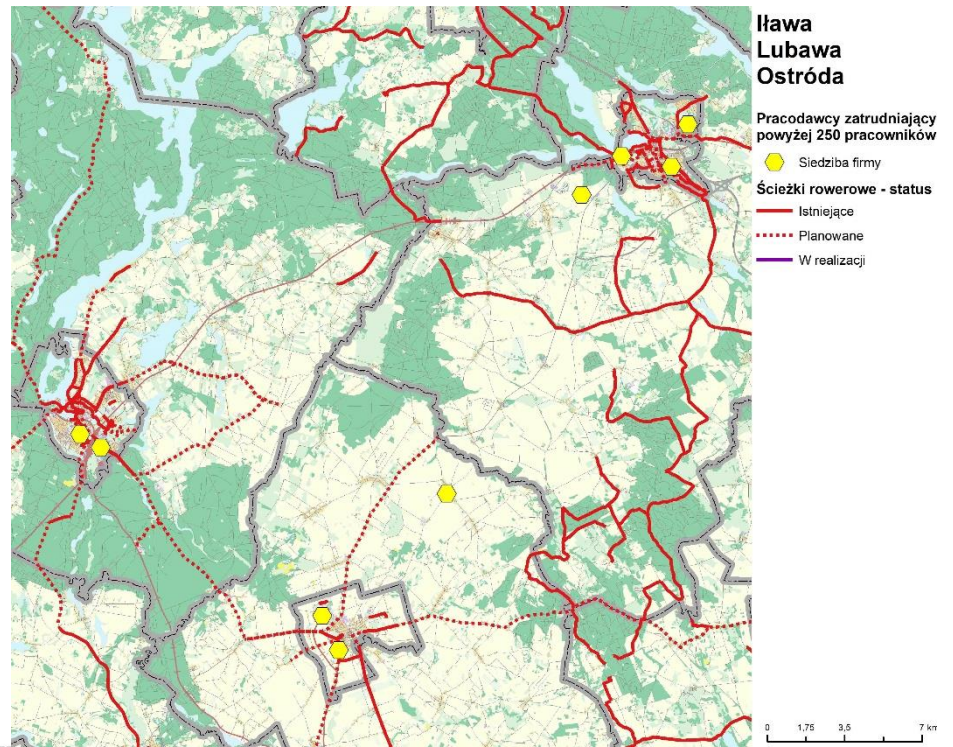 Iława
Lubawa
Ostróda
Pracodawcy zatrudniający
powyżej 250 pracowników
Siedziba firmy
Ścieżki rowerowe - status
Istniejące
Planowane
W realizacji
0 1,75 3,5 7 km